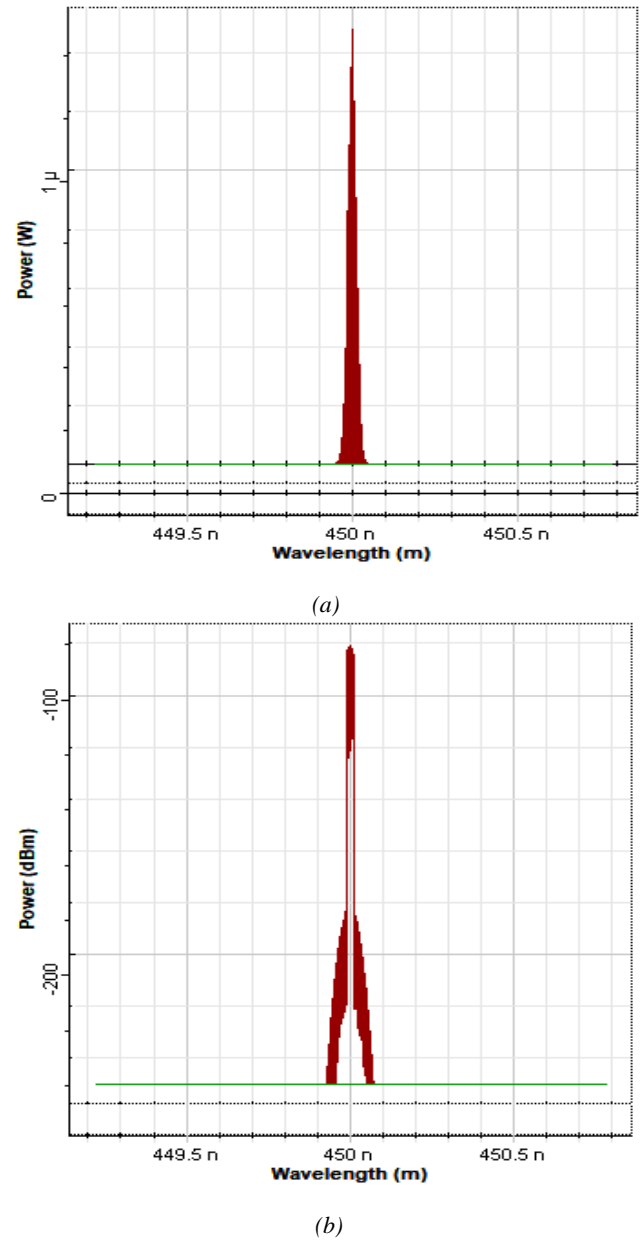 Power (W)
1 µ
0
449.5 n 450 n 450.5 n
Wavelength (m)
(a)
Power (dBm)
-100
-200
449.5 n 450 n 450.5 n
Wavelength (m)
(b)